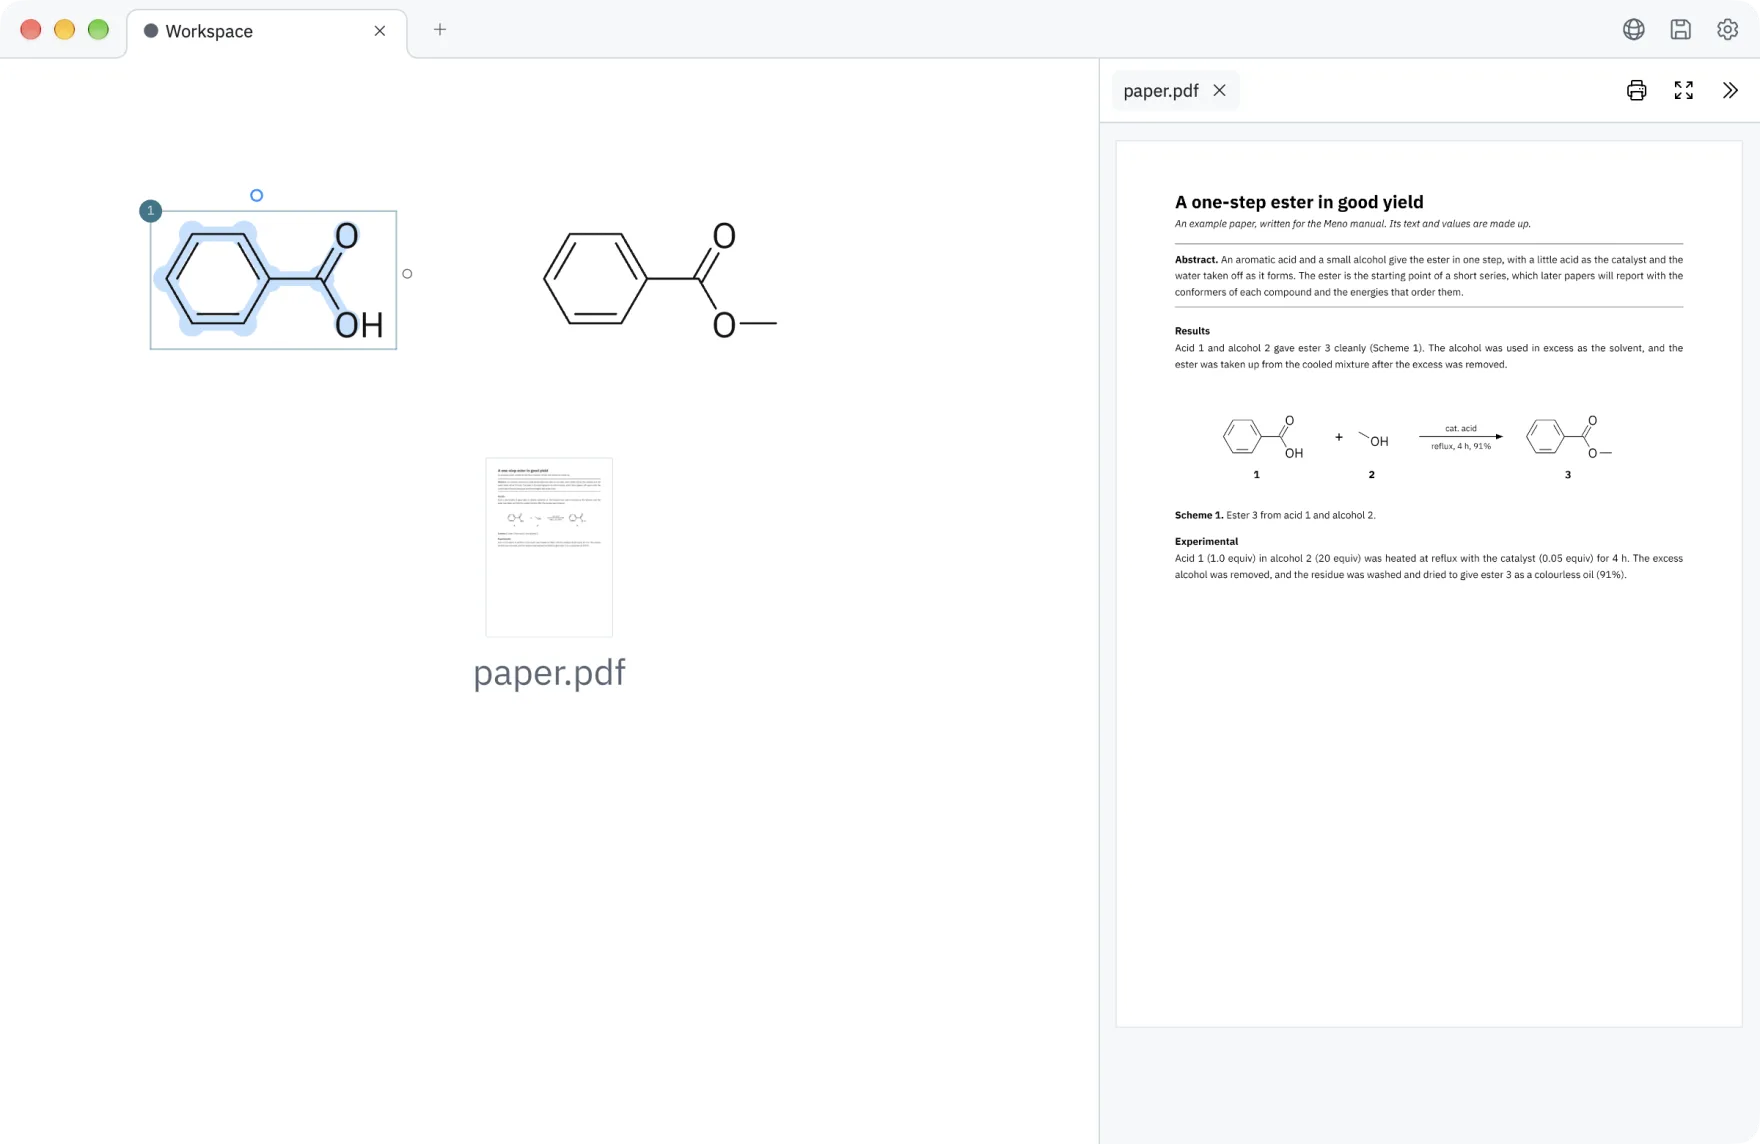 Workspace
paper.pdf
1
O
OH
O
O
paper.pdf
A one-step ester in good yield
An example paper, written for the Meno manual. Its text and values are made up.
Abstract. An aromatic acid and a small alcohol give the ester in one step, with a little acid as the catalyst and the
water taken off as it forms. The ester is the starting point of a short series, which later papers will report with the
conformers of each compound and the energies that order them.
Results
Acid 1 and alcohol 2 gave ester 3 cleanly (Scheme 1). The alcohol was used in excess as the solvent, and the
ester was taken up from the cooled mixture after the excess was removed.
O
OH
+
OH
cat. acid
reflux, 4 h, 91%
O
O
1
2
3
Scheme 1. Ester 3 from acid 1 and alcohol 2.
Experimental
Acid 1 (1.0 equiv) in alcohol 2 (20 equiv) was heated at reflux with the catalyst (0.05 equiv) for 4 h. The excess
alcohol was removed, and the residue was washed and dried to give ester 3 as a colourless oil (91%).